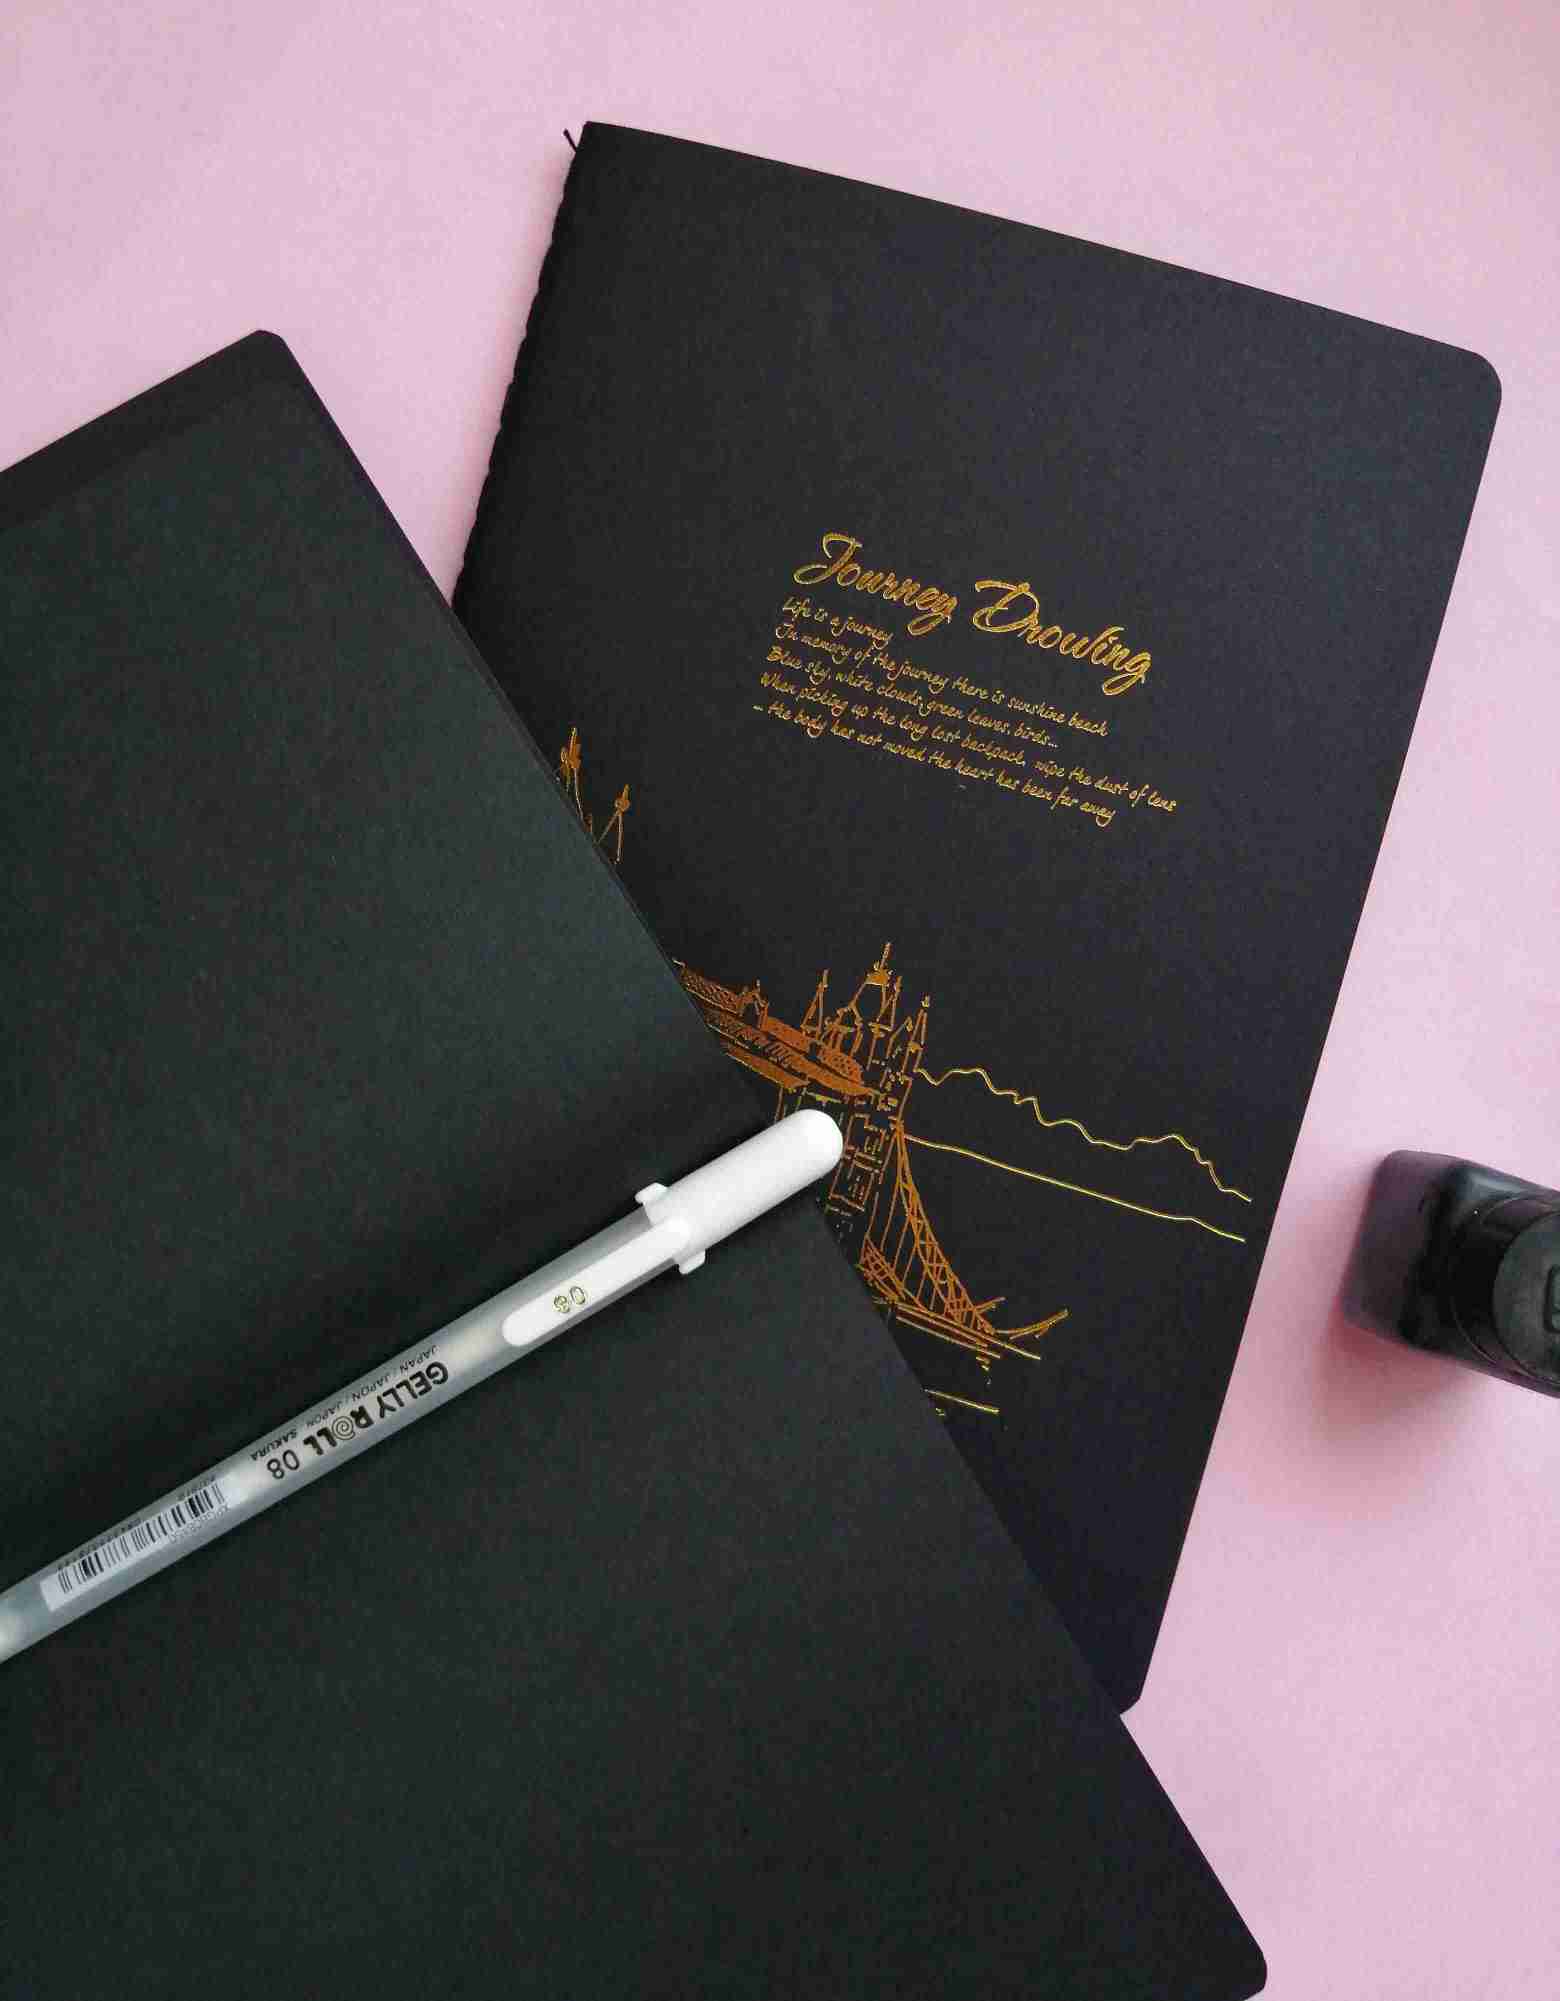 Journey Drowing
Life is a journey
In memory of the journey there is sunshine beach
Blue sky, white clouds, green leaves, birds...
When picking up the long lost backpack, wipe the dust of lens
... the body has not moved the heart has been far away
08
GELLY ROLL 08
JAPAN / JAPON / JAPÓN SAKURA